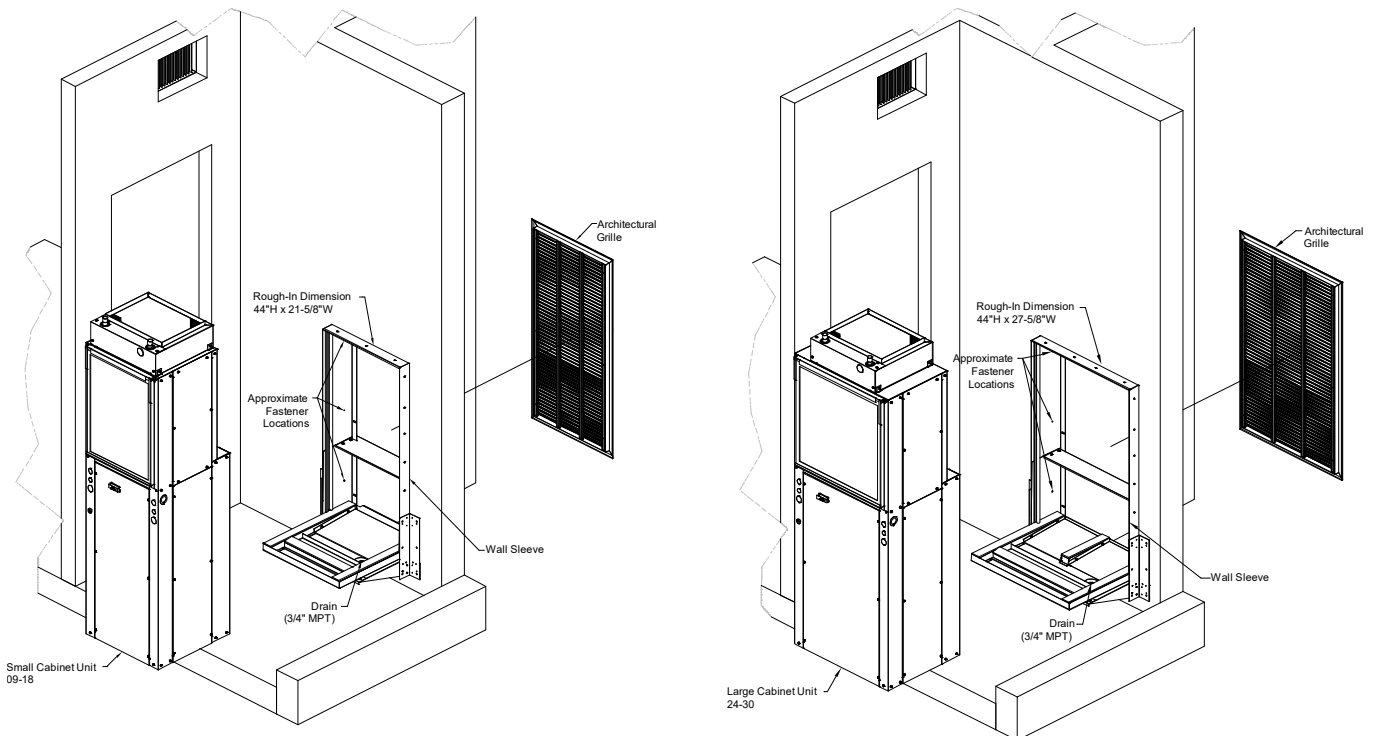 Architectural
Grille
Rough-In Dimension
44"H x 21-5/8"W
Approximate
Fastener
Locations
Wall Sleeve
Drain
(3/4" MPT)
Small Cabinet Unit
09-18
Architectural
Grille
Rough-In Dimension
44"H x 27-5/8"W
Approximate
Fastener
Locations
Wall Sleeve
Drain
(3/4" MPT)
Large Cabinet Unit
24-30